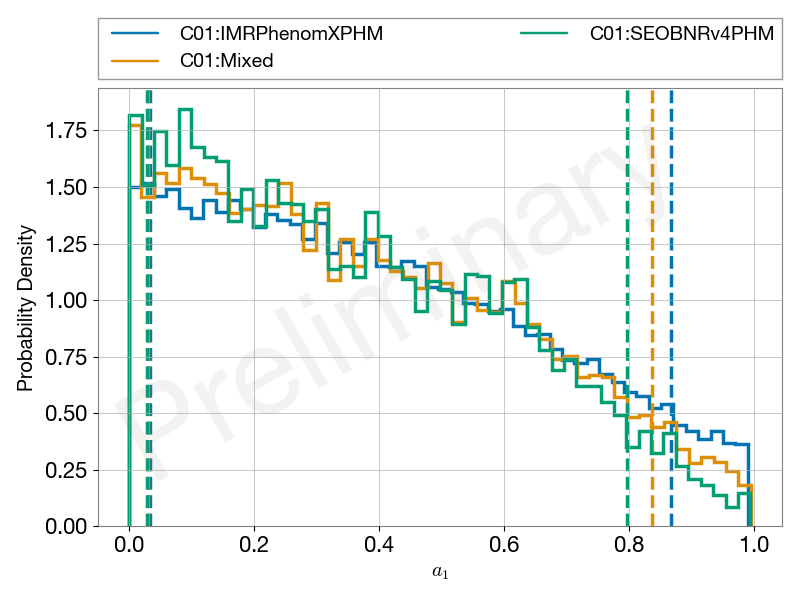 C01:IMRPhenomXPHM
C01:Mixed
C01:SEOBNRv4PHM
1.75
1.50
1.25
1.00
0.75
0.50
0.25
0.00
Probability Density
Preliminary
0.0 0.2 0.4 0.6 0.8 1.0
a₁